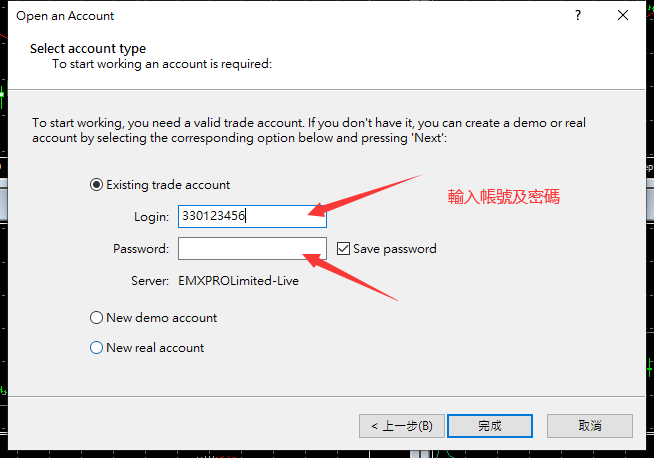 Open an Account
?
Select account type
To start working an account is required:
To start working, you need a valid trade account. If you don't have it, you can create a demo or real
account by selecting the corresponding option below and pressing 'Next':
Existing trade account
Login: 330123456
輸入帳號及密碼
Password:
Save password
Server: EMXPROLimited-Live
New demo account
New real account
< 上一步(B)
完成
取消